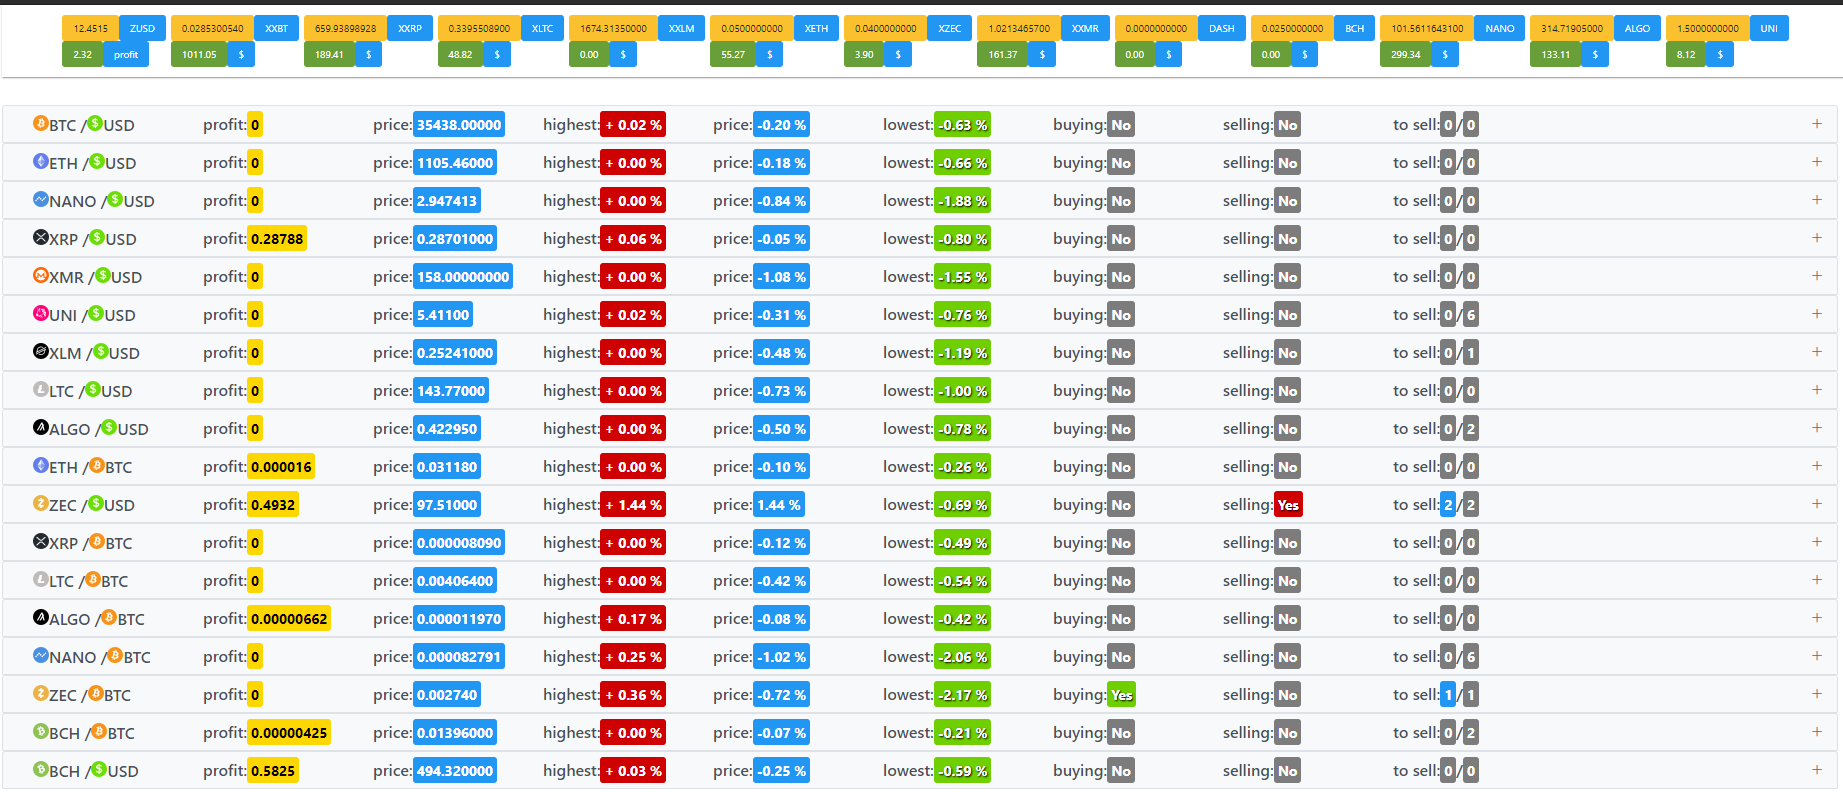 12.4515 ZUSD 0.0285300540 XXBT 659.93898928 XXRP 0.3395508900 XLTC 1674.31350000 XXLM 0.0500000000 XETH 0.0400000000 XZEC 1.0213465700 XXMR 0.0000000000 DASH 0.0250000000 BCH 101.5611643100 NANO 314.71905000 ALGO 1.5000000000 UNI
2.32 profit 1011.05 $ 189.41 $ 48.82 $ 0.00 $ 55.27 $ 3.90 $ 161.37 $ 0.00 $ 0.00 $ 299.34 $ 133.11 $ 8.12 $
BTC / $USD profit: 0 price: 35438.00000 highest: + 0.02 % price: -0.20 % lowest: -0.63 % buying: No selling: No to sell: 0 / 0 +
ETH / $USD profit: 0 price: 1105.46000 highest: + 0.00 % price: -0.18 % lowest: -0.66 % buying: No selling: No to sell: 0 / 0 +
NANO / $USD profit: 0 price: 2.947413 highest: + 0.00 % price: -0.84 % lowest: -1.88 % buying: No selling: No to sell: 0 / 0 +
XRP / $USD profit: 0.28788 price: 0.28701000 highest: + 0.06 % price: -0.05 % lowest: -0.80 % buying: No selling: No to sell: 0 / 0 +
XMR / $USD profit: 0 price: 158.00000000 highest: + 0.00 % price: -1.08 % lowest: -1.55 % buying: No selling: No to sell: 0 / 0 +
UNI / $USD profit: 0 price: 5.41100 highest: + 0.02 % price: -0.31 % lowest: -0.76 % buying: No selling: No to sell: 0 / 6 +
XLM / $USD profit: 0 price: 0.25241000 highest: + 0.00 % price: -0.48 % lowest: -1.19 % buying: No selling: No to sell: 0 / 1 +
LTC / $USD profit: 0 price: 143.77000 highest: + 0.00 % price: -0.73 % lowest: -1.00 % buying: No selling: No to sell: 0 / 0 +
ALGO / $USD profit: 0 price: 0.422950 highest: + 0.00 % price: -0.50 % lowest: -0.78 % buying: No selling: No to sell: 0 / 2 +
ETH / BTC profit: 0.000016 price: 0.031180 highest: + 0.00 % price: -0.10 % lowest: -0.26 % buying: No selling: No to sell: 0 / 0 +
ZEC / $USD profit: 0.4932 price: 97.51000 highest: + 1.44 % price: 1.44 % lowest: -0.69 % buying: No selling: Yes to sell: 2 / 2 +
XRP / BTC profit: 0 price: 0.000008090 highest: + 0.00 % price: -0.12 % lowest: -0.49 % buying: No selling: No to sell: 0 / 0 +
LTC / BTC profit: 0 price: 0.00406400 highest: + 0.00 % price: -0.42 % lowest: -0.54 % buying: No selling: No to sell: 0 / 0 +
ALGO / BTC profit: 0.00000662 price: 0.000011970 highest: + 0.17 % price: -0.08 % lowest: -0.42 % buying: No selling: No to sell: 0 / 0 +
NANO / BTC profit: 0 price: 0.000082791 highest: + 0.25 % price: -1.02 % lowest: -2.06 % buying: No selling: No to sell: 0 / 6 +
ZEC / BTC profit: 0 price: 0.002740 highest: + 0.36 % price: -0.72 % lowest: -2.17 % buying: Yes selling: No to sell: 1 / 1 +
BCH / BTC profit: 0.00000425 price: 0.01396000 highest: + 0.00 % price: -0.07 % lowest: -0.21 % buying: No selling: No to sell: 0 / 2 +
BCH / $USD profit: 0.5825 price: 494.320000 highest: + 0.03 % price: -0.25 % lowest: -0.59 % buying: No selling: No to sell: 0 / 0 +